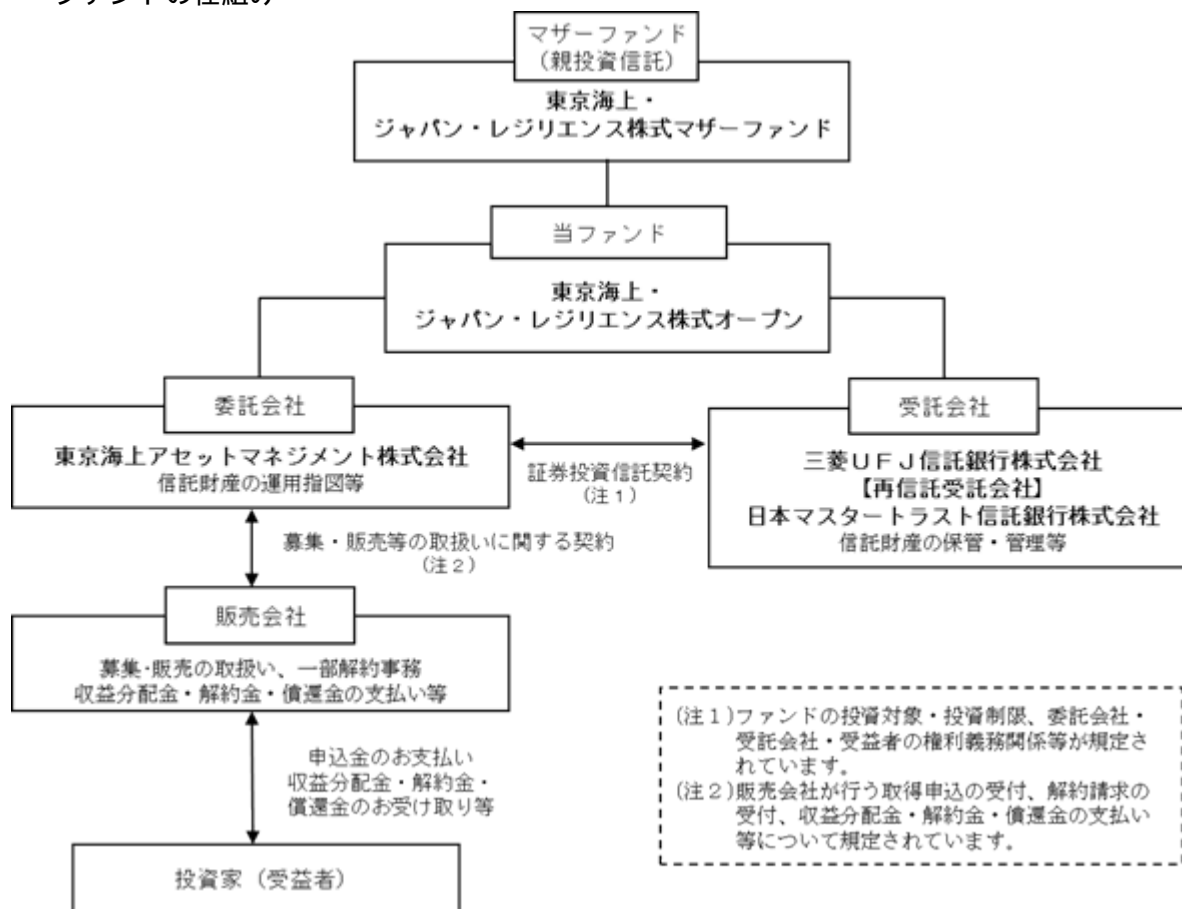 ファンドの仕組み
マザーファンド
(親投資信託)
東京海上・
ジャパン・レジリエンス株式マザーファンド
当ファンド
東京海上・
ジャパン・レジリエンス株式オープン
委託会社
東京海上アセットマネジメント株式会社
信託財産の運用指図等
証券投資信託契約
(注1)
受託会社
三菱UFJ信託銀行株式会社
【再信託受託会社】
日本マスタートラスト信託銀行株式会社
信託財産の保管・管理等
募集・販売等の取扱いに関する契約
(注2)
販売会社
募集・販売の取扱い、一部解約事務
収益分配金・解約金・償還金の支払い等
申込金のお支払い
収益分配金・解約金・
償還金のお受け取り等
投資家(受益者)
(注1)ファンドの投資対象・投資制限、委託会社・
受託会社・受益者の権利義務関係等が規定さ
れています。
(注2)販売会社が行う取得申込の受付、解約請求の
受付、収益分配金・解約金・償還金の支払い
等について規定されています。